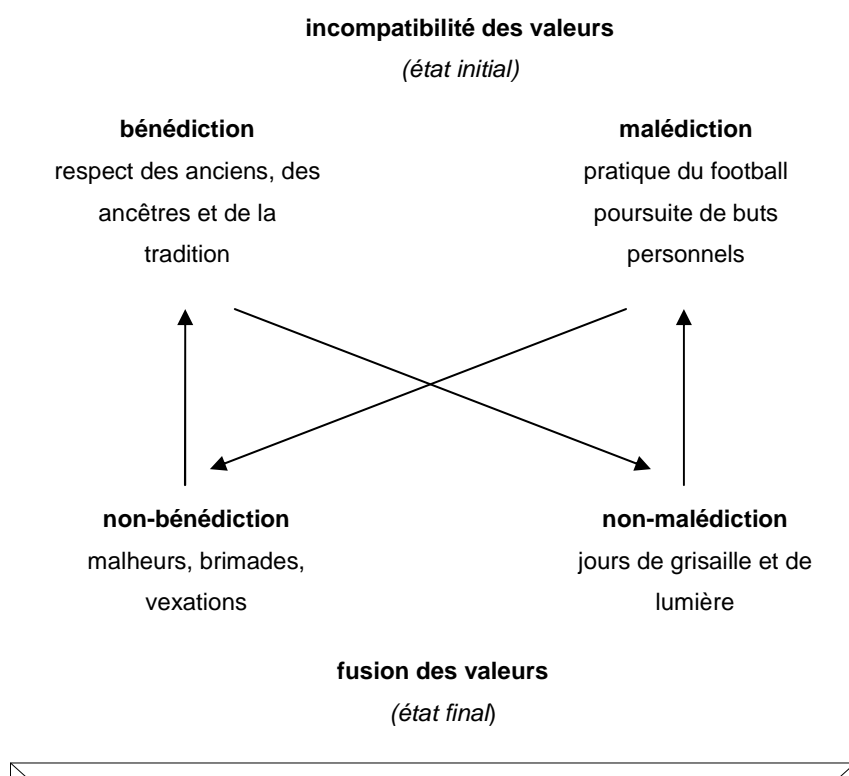 incompatibilité des valeurs
(état initial)
bénédiction
respect des anciens, des
ancêtres et de la
tradition
malédiction
pratique du football
poursuite de buts
personnels
non-bénédiction
malheurs, brimades,
vexations
non-malédiction
jours de grisaille et de
lumière
fusion des valeurs
(état final)